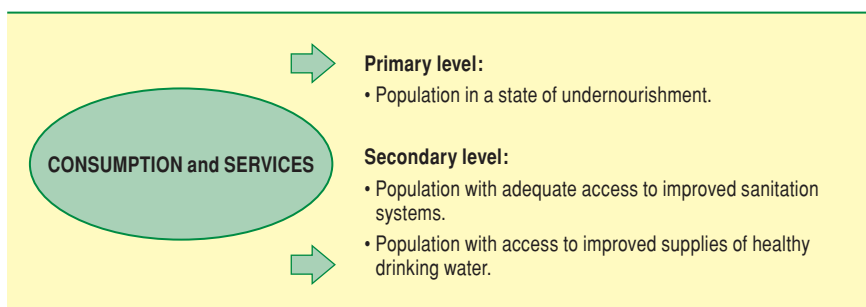 CONSUMPTION and SERVICES
Primary level:
• Population in a state of undernourishment.
Secondary level:
• Population with adequate access to improved sanitation
systems.
• Population with access to improved supplies of healthy
drinking water.